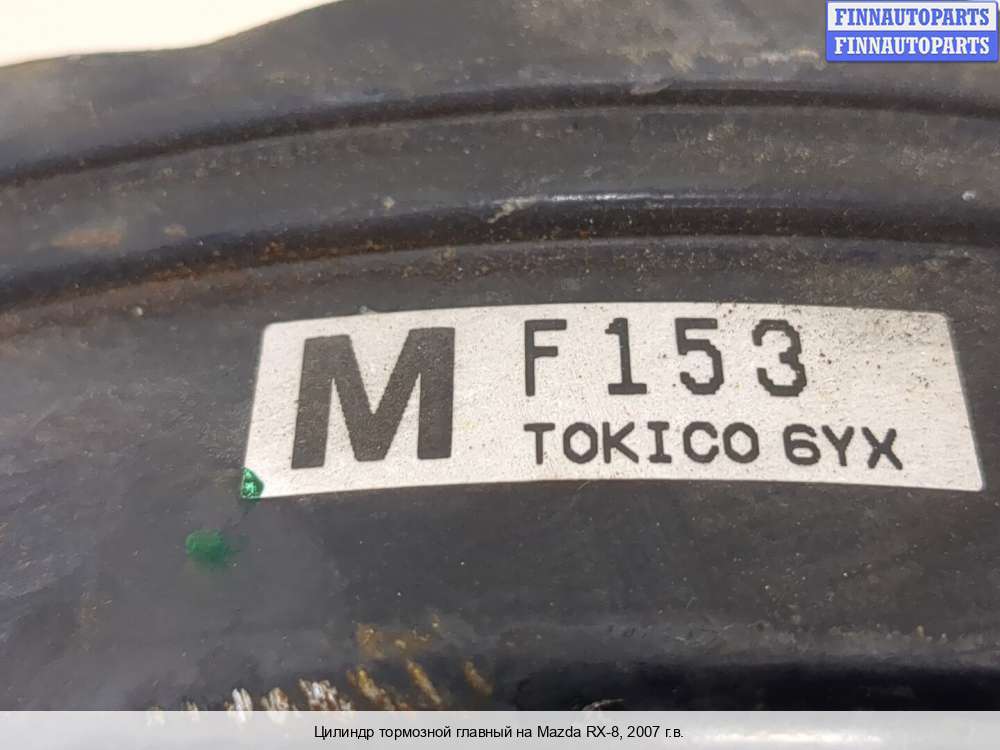 FINNAUTOPARTS
FINNAUTOPARTS
M F153
TOKICO 6YX
Цилиндр тормозной главный на Mazda RX-8, 2007 г.в.